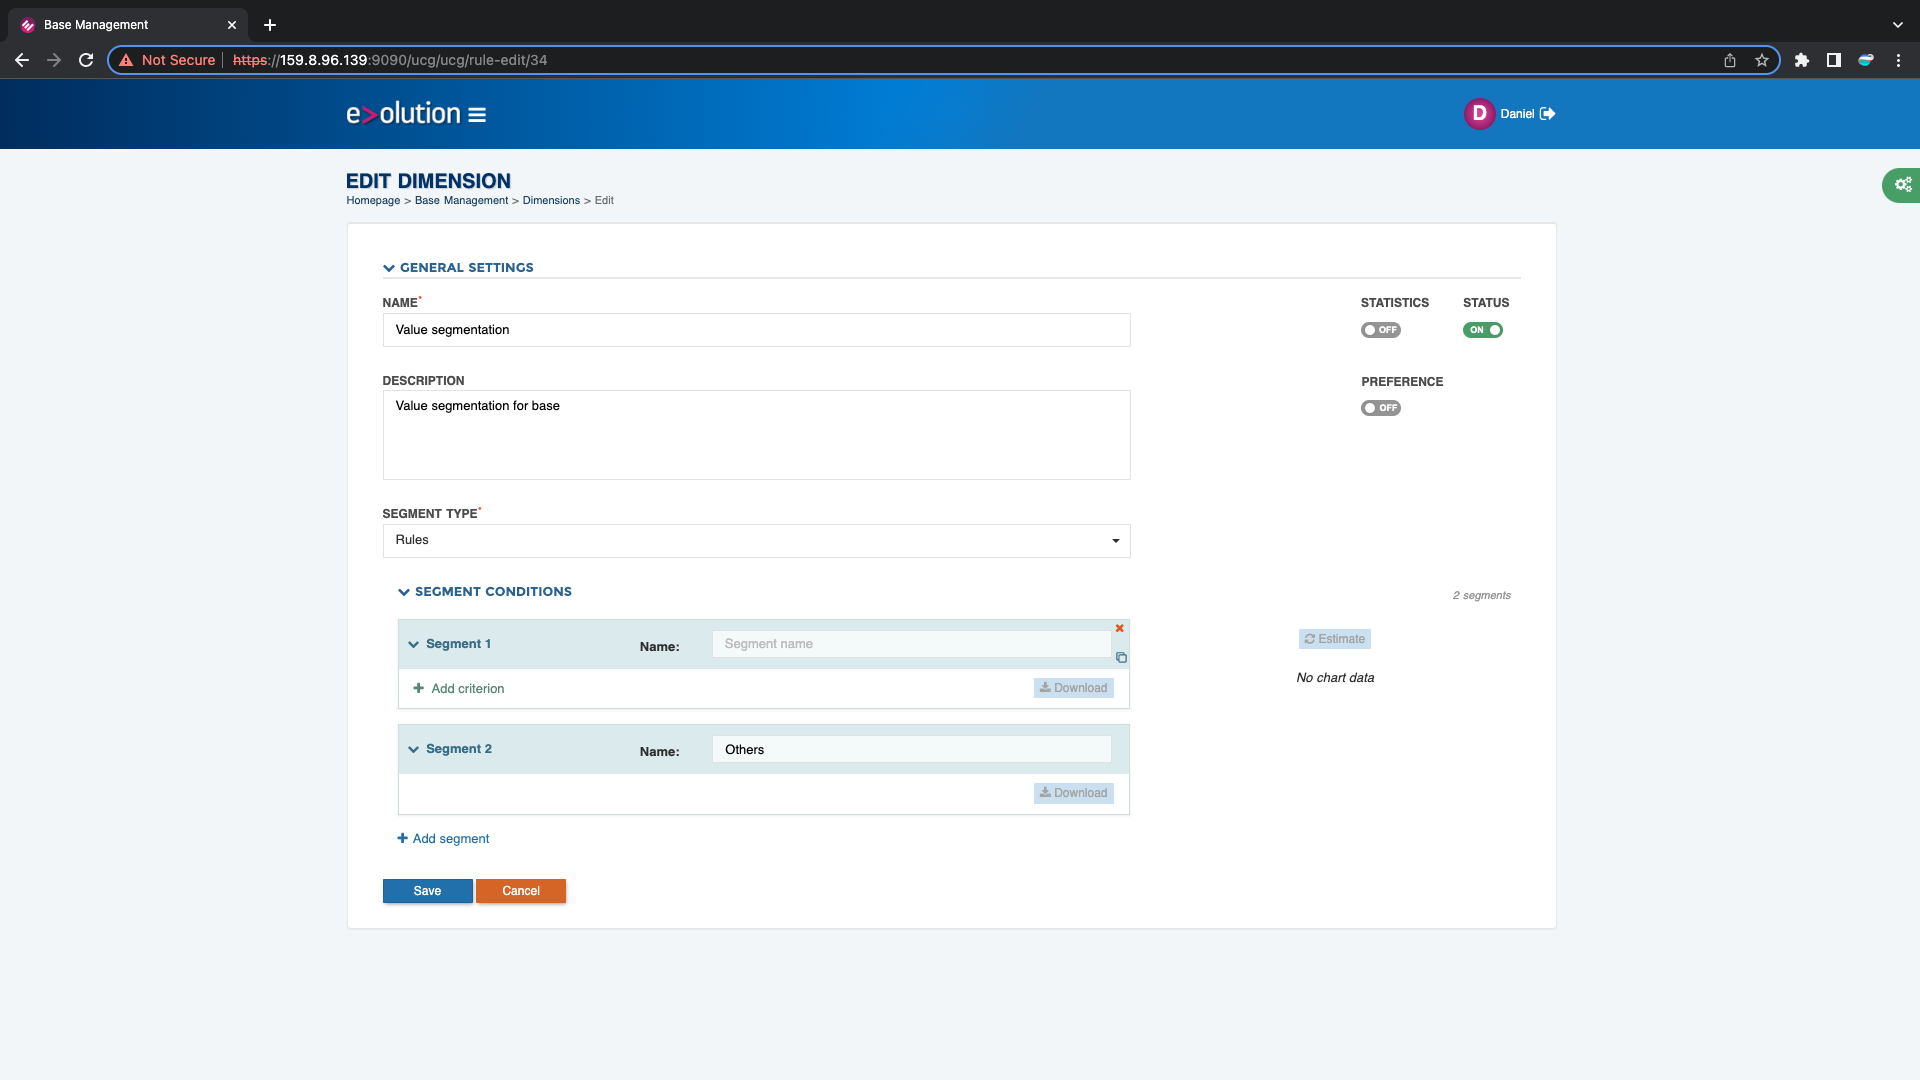 Base Management
Not Secure https://159.8.96.139:9090/ucg/ucg/rule-edit/34
e>olution
D Daniel
EDIT DIMENSION
Homepage > Base Management > Dimensions > Edit
GENERAL SETTINGS
NAME* STATISTICS STATUS
Value segmentation OFF ON
DESCRIPTION PREFERENCE
Value segmentation for base OFF
SEGMENT TYPE*
Rules
SEGMENT CONDITIONS 2 segments
Segment 1 Name: Segment name Estimate
No chart data
Add criterion Download
Segment 2 Name: Others
Download
Add segment
Save Cancel